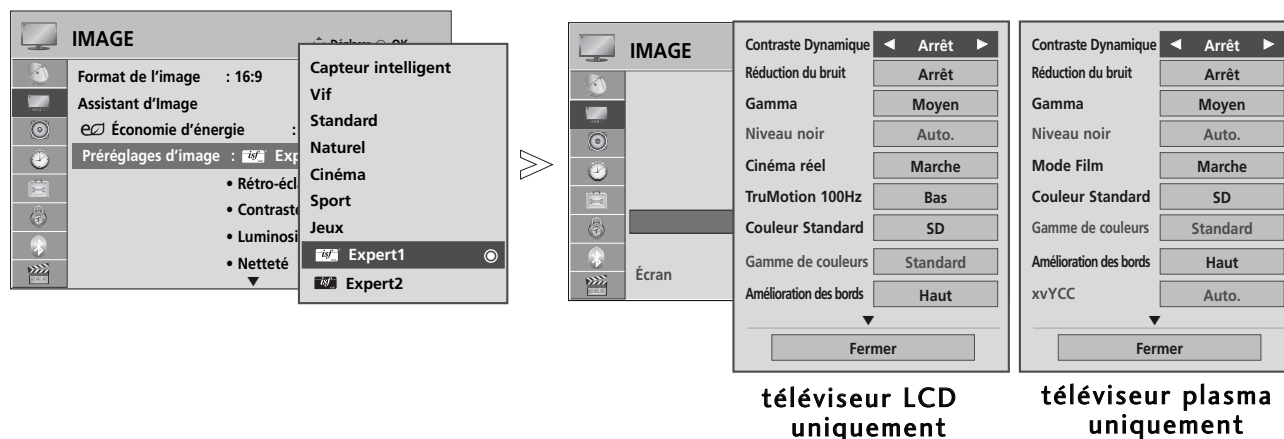 IMAGE
Déplace OK
Format de l'image : 16:9
Assistant d'Image
Économie d'énergie :
Préréglages d'image : isf Exp
• Rétro-écl
• Contraste
• Luminosi
• Netteté
Capteur intelligent
Vif
Standard
Naturel
Cinéma
Sport
Jeux
isf Expert1
isf Expert2
IMAGE
Écran
Contraste Dynamique Arrêt
Réduction du bruit Arrêt
Gamma Moyen
Niveau noir Auto.
Cinéma réel Marche
TruMotion 100Hz Bas
Couleur Standard SD
Gamme de couleurs Standard
Amélioration des bords Haut
Fermer
téléviseur LCD
uniquement
Contraste Dynamique Arrêt
Réduction du bruit Arrêt
Gamma Moyen
Niveau noir Auto.
Mode Film Marche
Couleur Standard SD
Gamme de couleurs Standard
Amélioration des bords Haut
xvYCC Auto.
Fermer
téléviseur plasma
uniquement